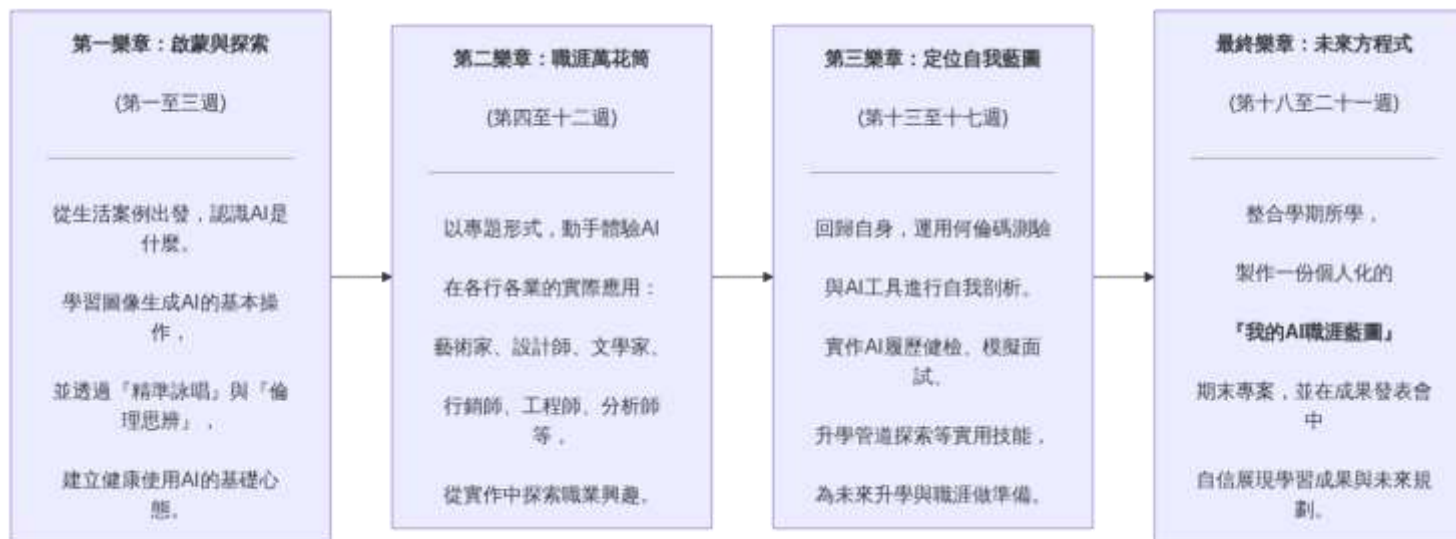 第一樂章：啟蒙與探索
(第一至三週)
從生活案例出發，認識AI是
什麼。
學習圖像生成AI的基本操
作，
並透過『精準詠唱』與『倫
理思辨』，
建立健康使用AI的基礎心
態。
第二樂章：職涯萬花筒
(第四至十二週)
以專題形式，動手體驗AI
在各行各業的實際應用：
藝術家、設計師、文學家、
行銷師、工程師、分析師
等，
從實作中探索職業興趣。
第三樂章：定位自我藍圖
(第十三至十七週)
回歸自身，運用何倫碼測驗
與AI工具進行自我剖析。
實作AI履歷健檢、模擬面
試、
升學管道探索等實用技能，
為未來升學與職涯做準備。
最終樂章：未來方程式
(第十八至二十一週)
整合學期所學，
製作一份個人化的
『我的AI職涯藍圖』
期末專案，並在成果發表會
中
自信展現學習成果與未來規
劃。